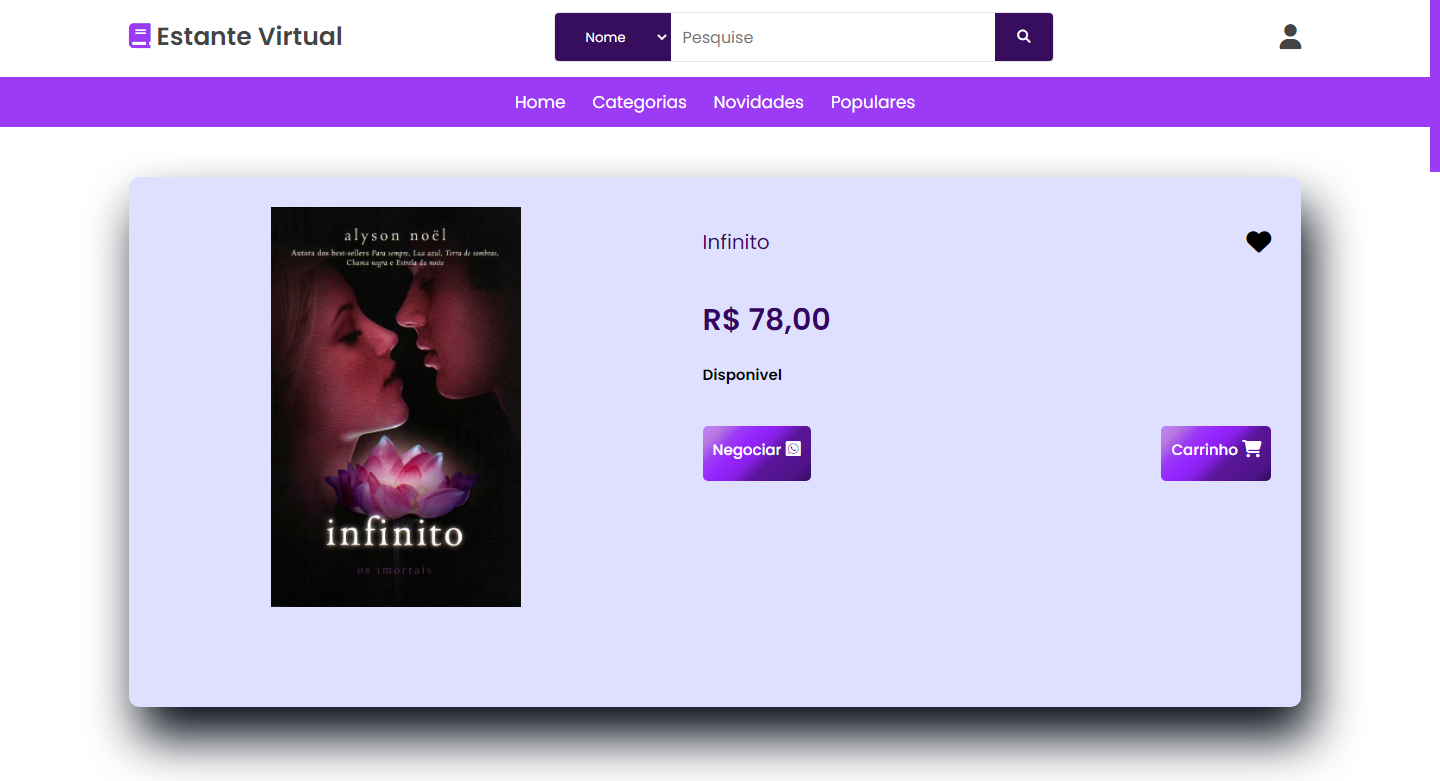 Estante Virtual
Nome
Pesquise
Home Categorias Novidades Populares
alyson noël
Autora dos best-sellers Para sempre, Lua azul, Terra de sombras,
Chama negra e Estrela da noite
infinito
os imortais
Infinito
R$ 78,00
Disponivel
Negociar
Carrinho